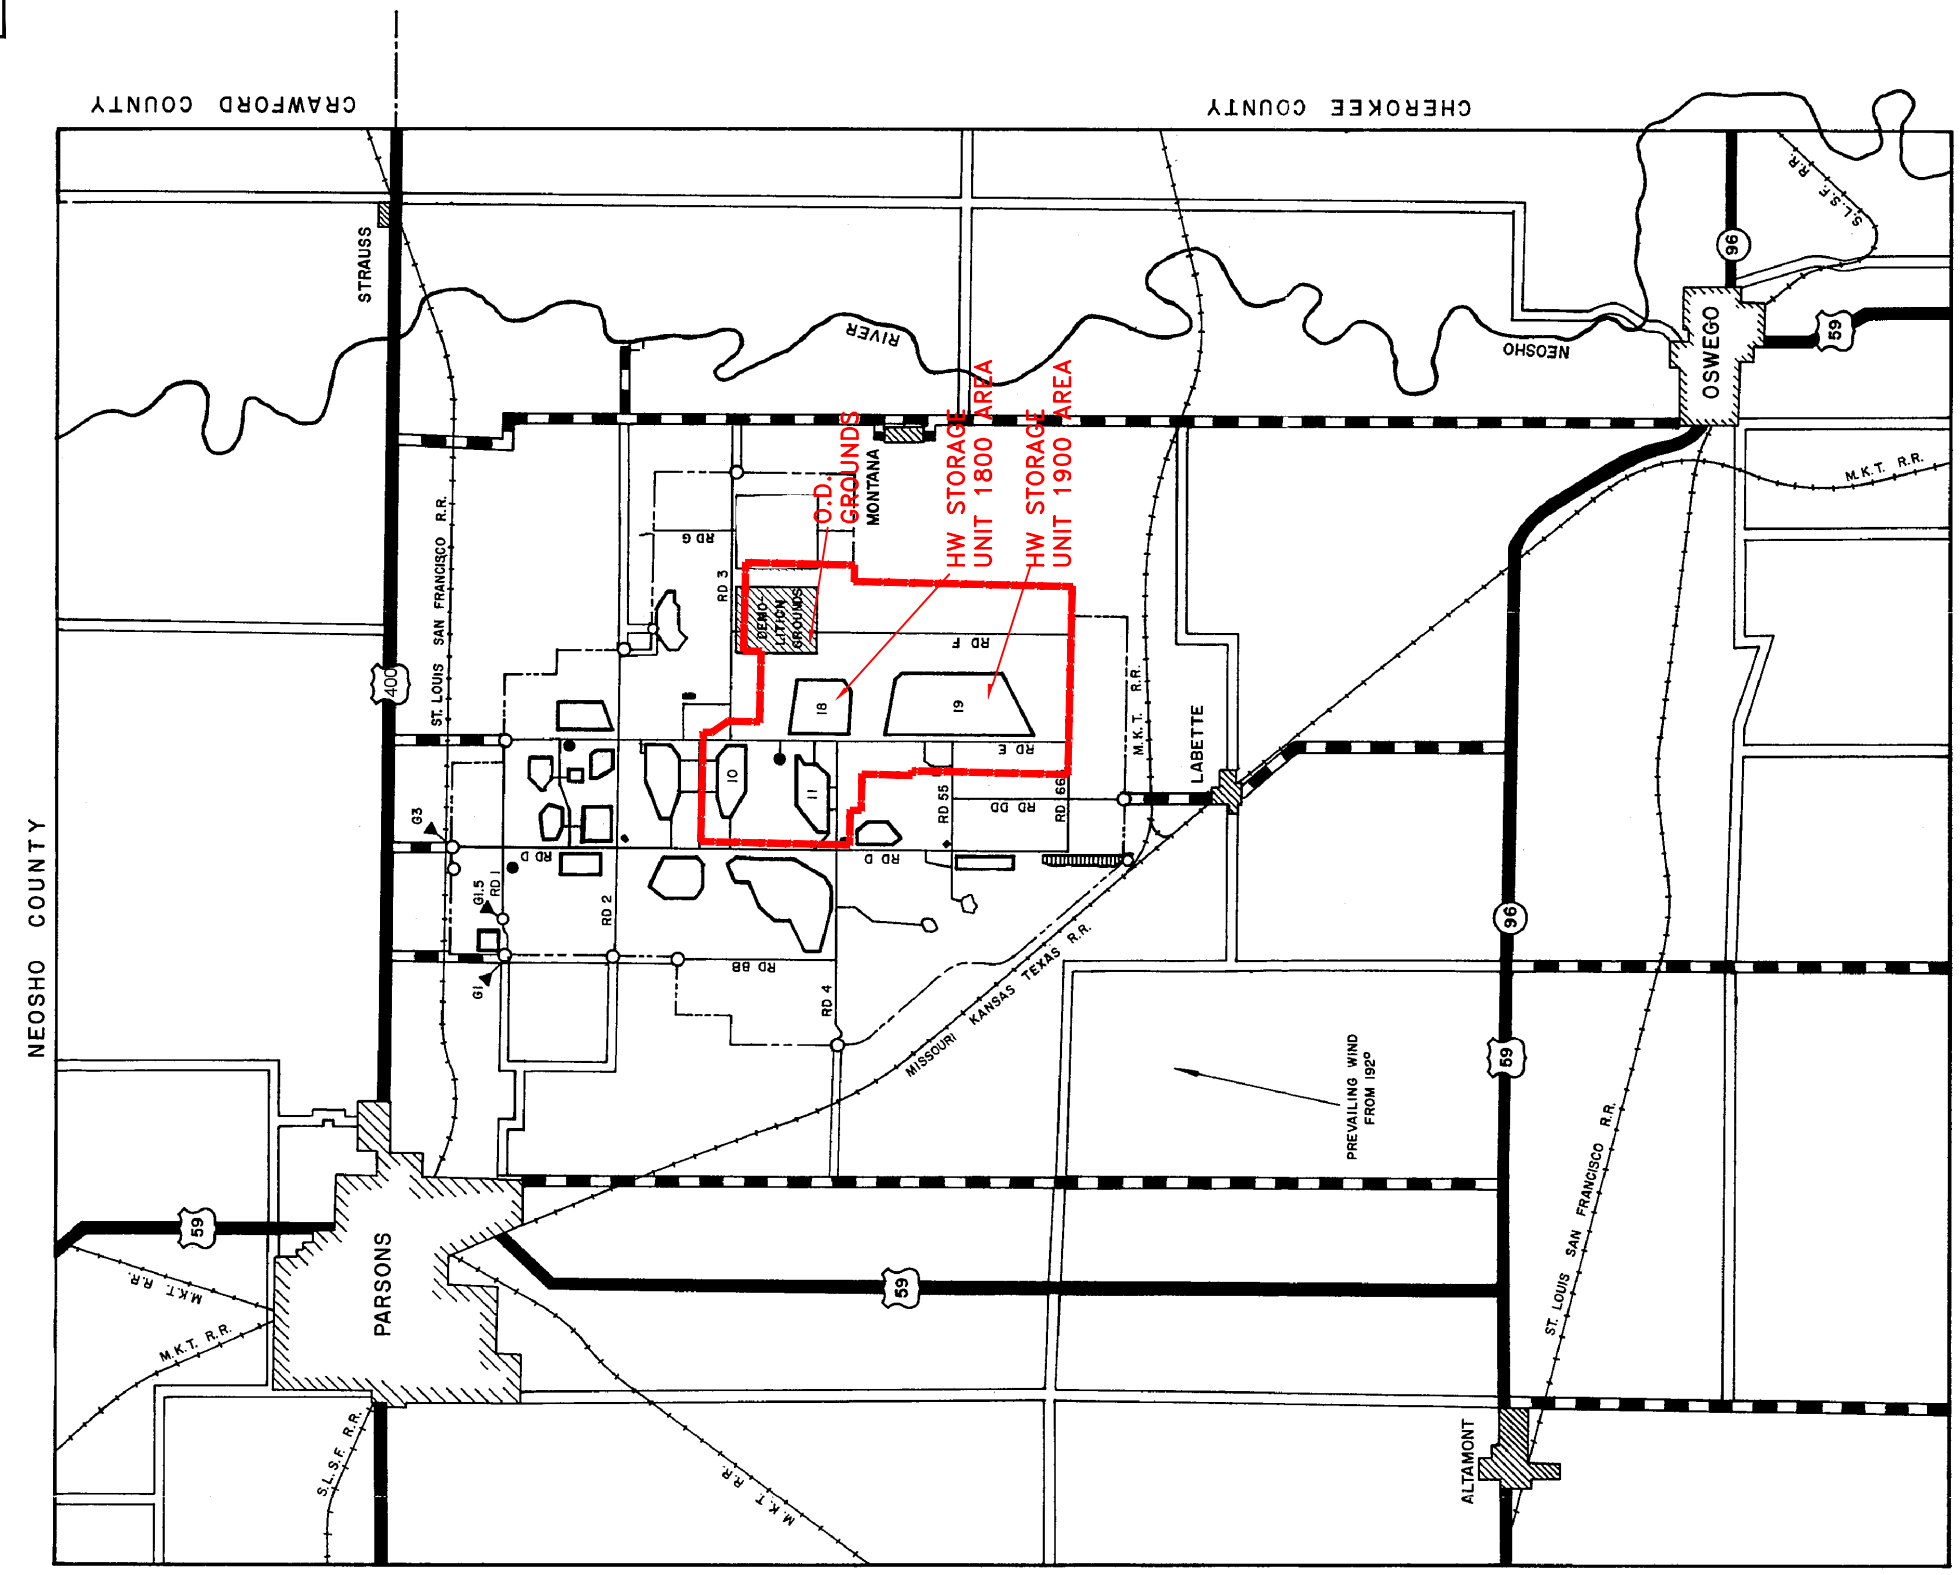 CRAWFORD COUNTY
CHEROKEE COUNTY
NEOSHO COUNTY
STRAUSS
400
ST. LOUIS SAN FRANCISCO R.R.
RIVER
NEOSHO
OSWEGO
96
59
S.L.S.F. R.R.
M.K.T. R.R.
MONTANA
O.D.
GROUNDS
HW STORAGE
UNIT 1800 AREA
HW STORAGE
UNIT 1900 AREA
RD G
RD 3
DEMO-
LITION
GROUNDS
RD F
18
19
RD E
10
11
RD 55
RD DD
RD 66
M.K.T. R.R.
LABETTE
G3
RD D
RD D
G1.5
RD 1
RD 2
G1
RD BB
RD 4
MISSOURI KANSAS TEXAS R.R.
PREVAILING WIND
FROM 192°
96
59
ST. LOUIS SAN FRANCISCO R.R.
59
PARSONS
59
M.K.T. R.R.
M.K.T. R.R.
S.L.S.F. R.R.
M.K.T. R.R.
ALTAMONT